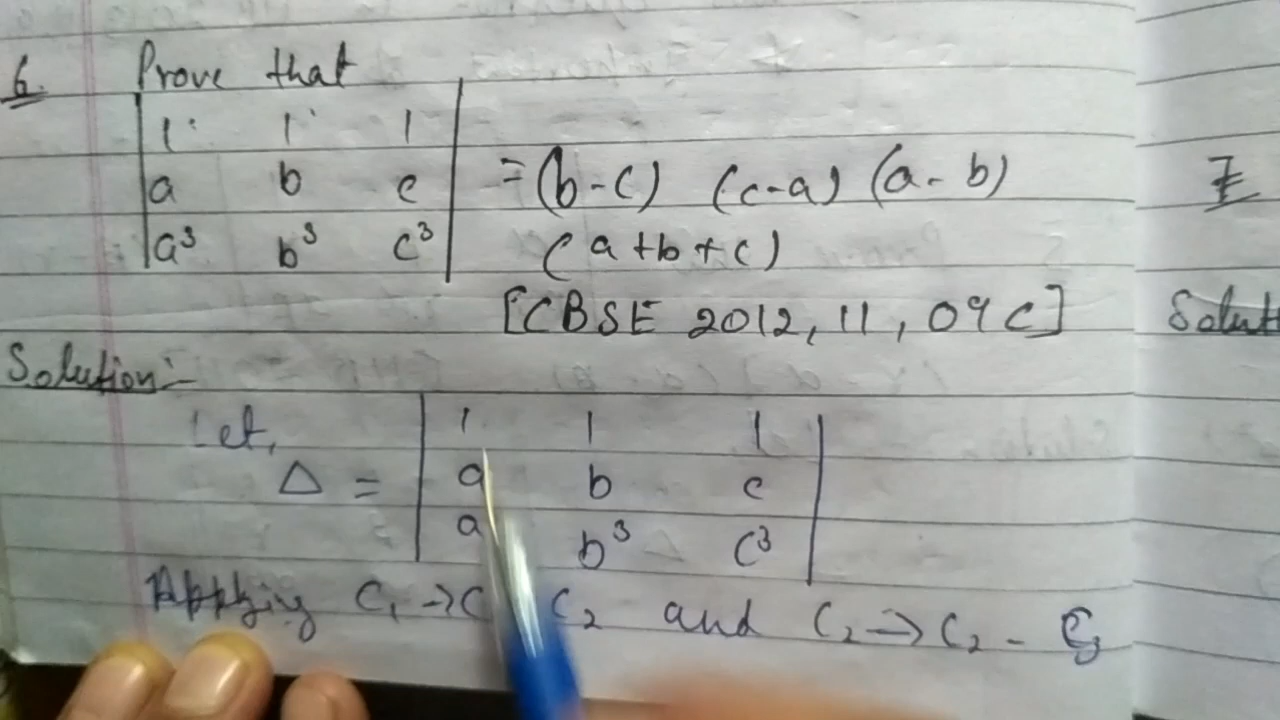 6. Prove that
| 1 1 1 |
| a b c | = (b-c) (c-a) (a-b)
| a³ b³ c³ | (a+b+c)
[CBSE 2012, 11, 09 C]
Solution:-
Let,
| 1 1 1 |
Δ = | a b c |
| a b³ c³ |
Applying C₁→C C₂ and C₂→C₂ - C₃
7
Solut